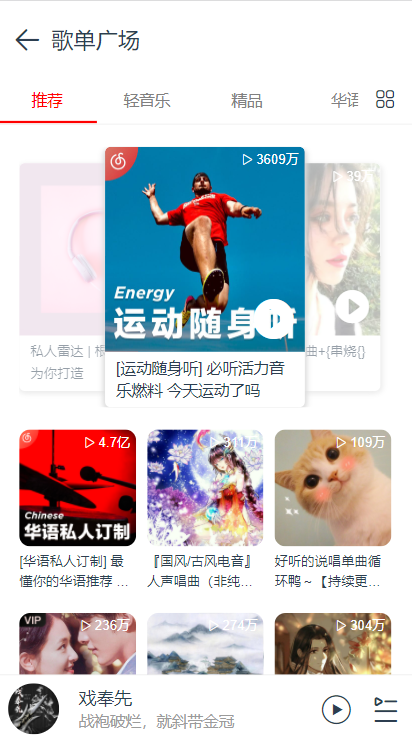 歌单广场
推荐 轻音乐 精品 华语
3609万
39万
Energy
运动随身听
私人雷达 | 根
为你打造
[运动随身听] 必听活力音
乐燃料 今天运动了吗
曲+{串烧{}
4.7亿
311万
109万
Chinese
华语私人订制
[华语私人订制] 最
懂你的华语推荐 ...
『国风/古风电音』
人声唱曲（非纯...
好听的说唱单曲循
环鸭～【持续更...
VIP
236万
274万
304万
戏奉先
战袍破烂，就斜带金冠